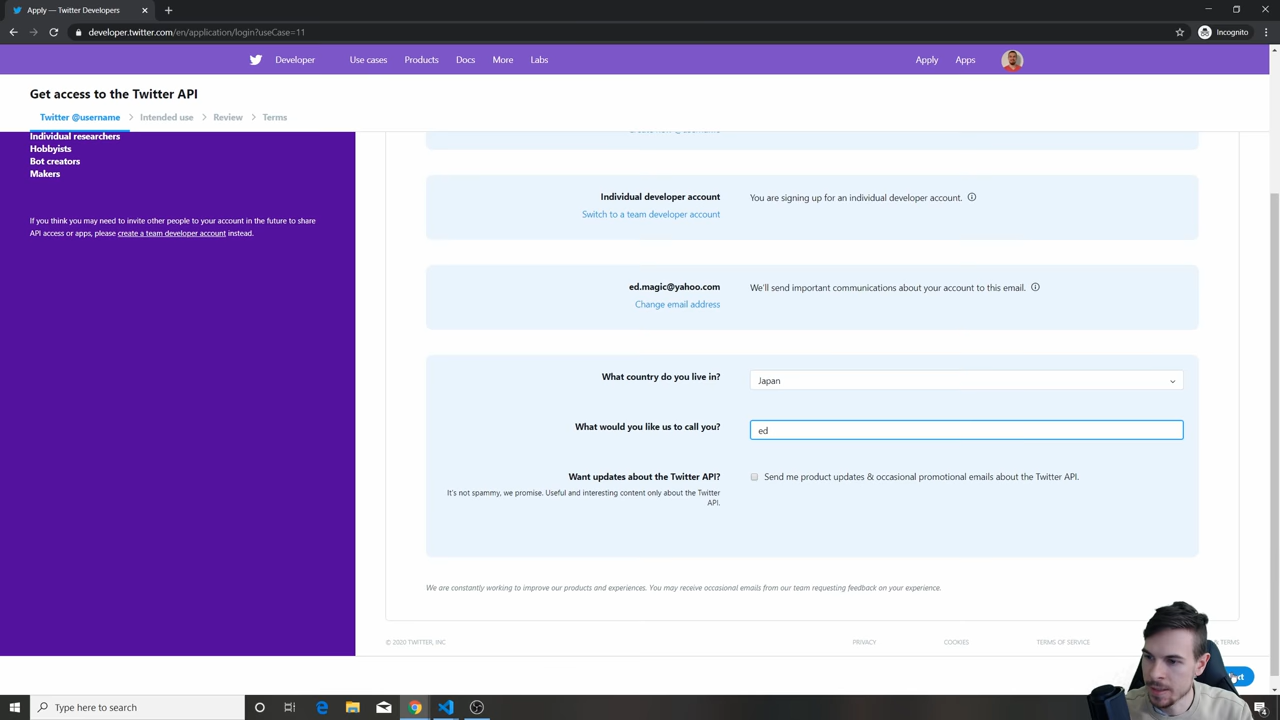 Apply — Twitter Developers
developer.twitter.com/en/application/login?useCase=11
Incognito
Developer
Use cases
Products
Docs
More
Labs
Apply
Apps
Get access to the Twitter API
Twitter @username
Intended use
Review
Terms
Individual researchers
Hobbyists
Bot creators
Makers
If you think you may need to invite other people to your account in the future to share
API access or apps, please create a team developer account instead.
Individual developer account
You are signing up for an individual developer account.
Switch to a team developer account
ed.magic@yahoo.com
We'll send important communications about your account to this email.
Change email address
What country do you live in?
Japan
What would you like us to call you?
ed
Want updates about the Twitter API?
Send me product updates & occasional promotional emails about the Twitter API.
It's not spammy, we promise. Useful and interesting content only about the Twitter
API.
We are constantly working to improve our products and experiences. You may receive occasional emails from our team requesting feedback on your experience.
© 2020 TWITTER, INC
PRIVACY
COOKIES
TERMS OF SERVICE
TERMS
Type here to search
4